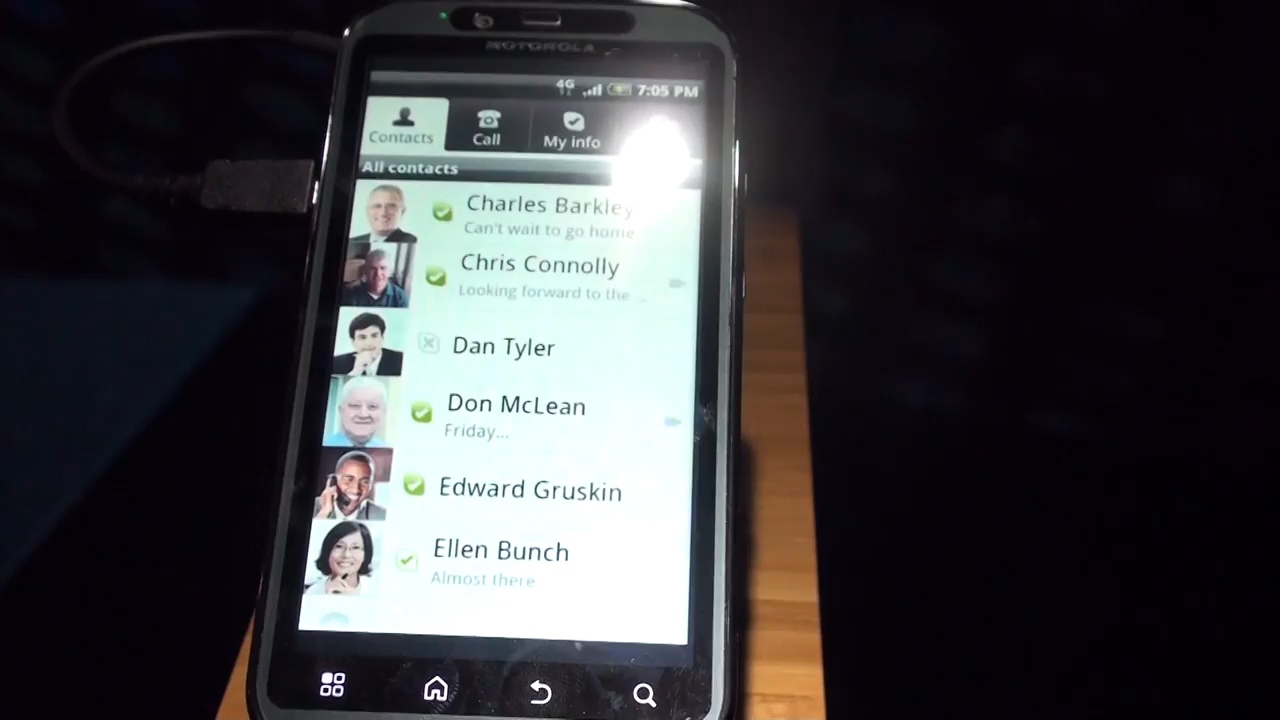 MOTOROLA
4G 7:05 PM
Contacts Call My info
All contacts
Charles Barkley
Can't wait to go home
Chris Connolly
Looking forward to the ...
Dan Tyler
Don McLean
Friday...
Edward Gruskin
Ellen Bunch
Almost there